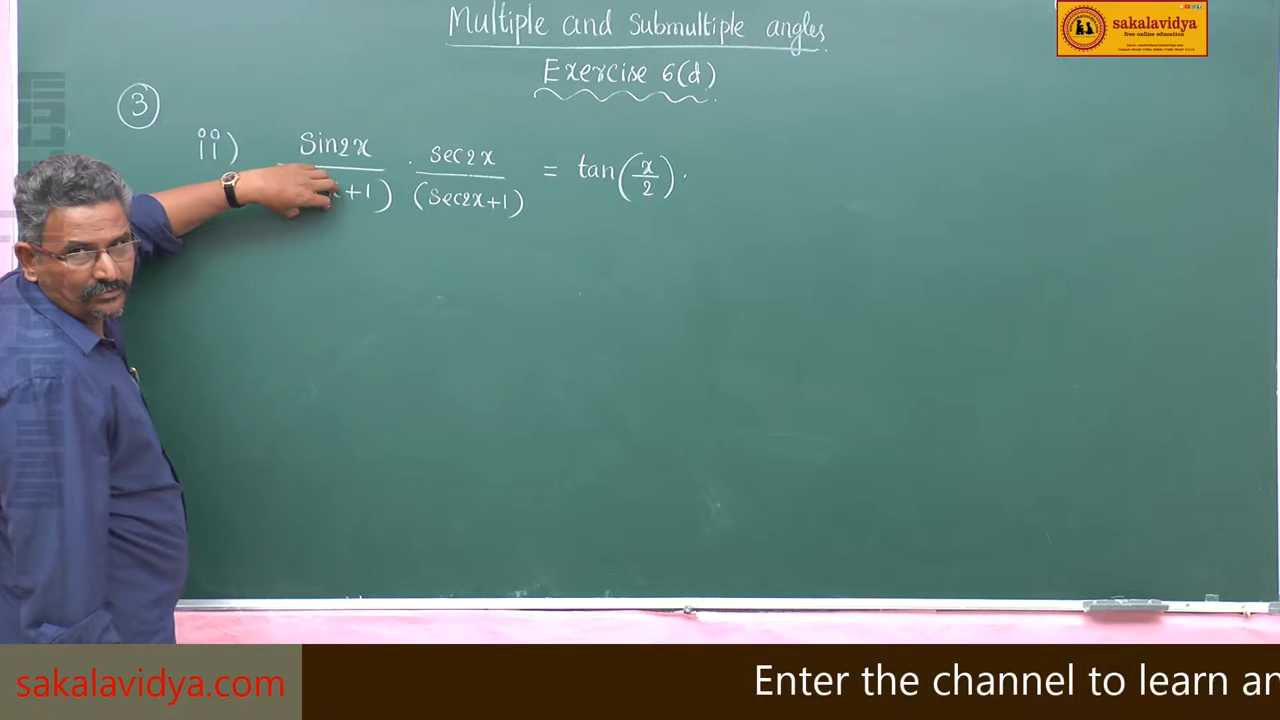 Multiple and Submultiple angles
Exercise 6(d)
3
ii) Sin2x / x+1) . Sec2x / (Sec2x+1) = tan(x/2).
sakalavidya
free online education
sakalavidya.com
Enter the channel to learn an